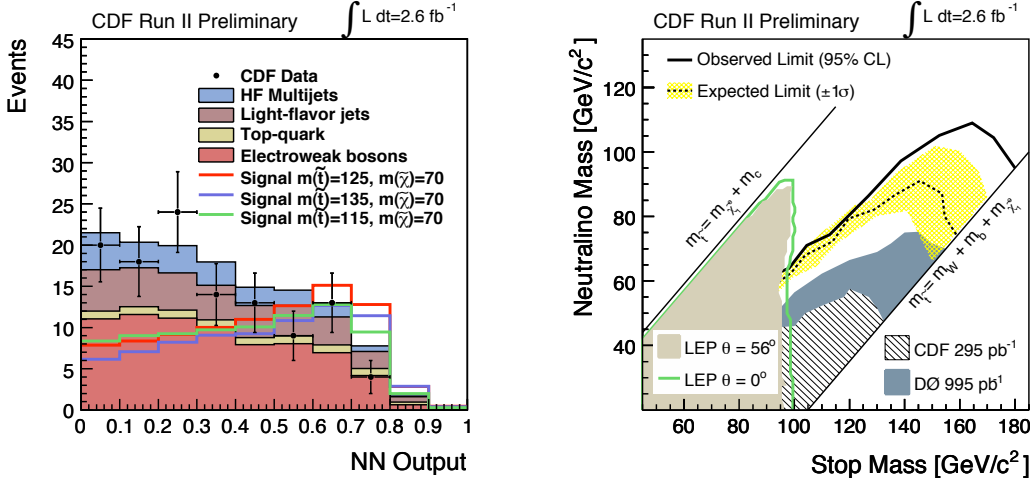 CDF Run II Preliminary ∫ L dt=2.6 fb⁻¹
Events
45
40
35
30
25
20
15
10
5
0
CDF Data
HF Multijets
Light-flavor jets
Top-quark
Electroweak bosons
Signal m(t̃)=125, m(χ̃)=70
Signal m(t̃)=135, m(χ̃)=70
Signal m(t̃)=115, m(χ̃)=70
0 0.1 0.2 0.3 0.4 0.5 0.6 0.7 0.8 0.9 1
NN Output
CDF Run II Preliminary ∫ L dt=2.6 fb⁻¹
Neutralino Mass [GeV/c²]
120
100
80
60
40
Observed Limit (95% CL)
Expected Limit (±1σ)
m_t̃ = m_χ̃₁⁰ + m_c
m_t̃ = m_W + m_b + m_χ̃₁⁰
LEP θ = 56°
LEP θ = 0°
CDF 295 pb⁻¹
DØ 995 pb⁻¹
60 80 100 120 140 160 180
Stop Mass [GeV/c²]